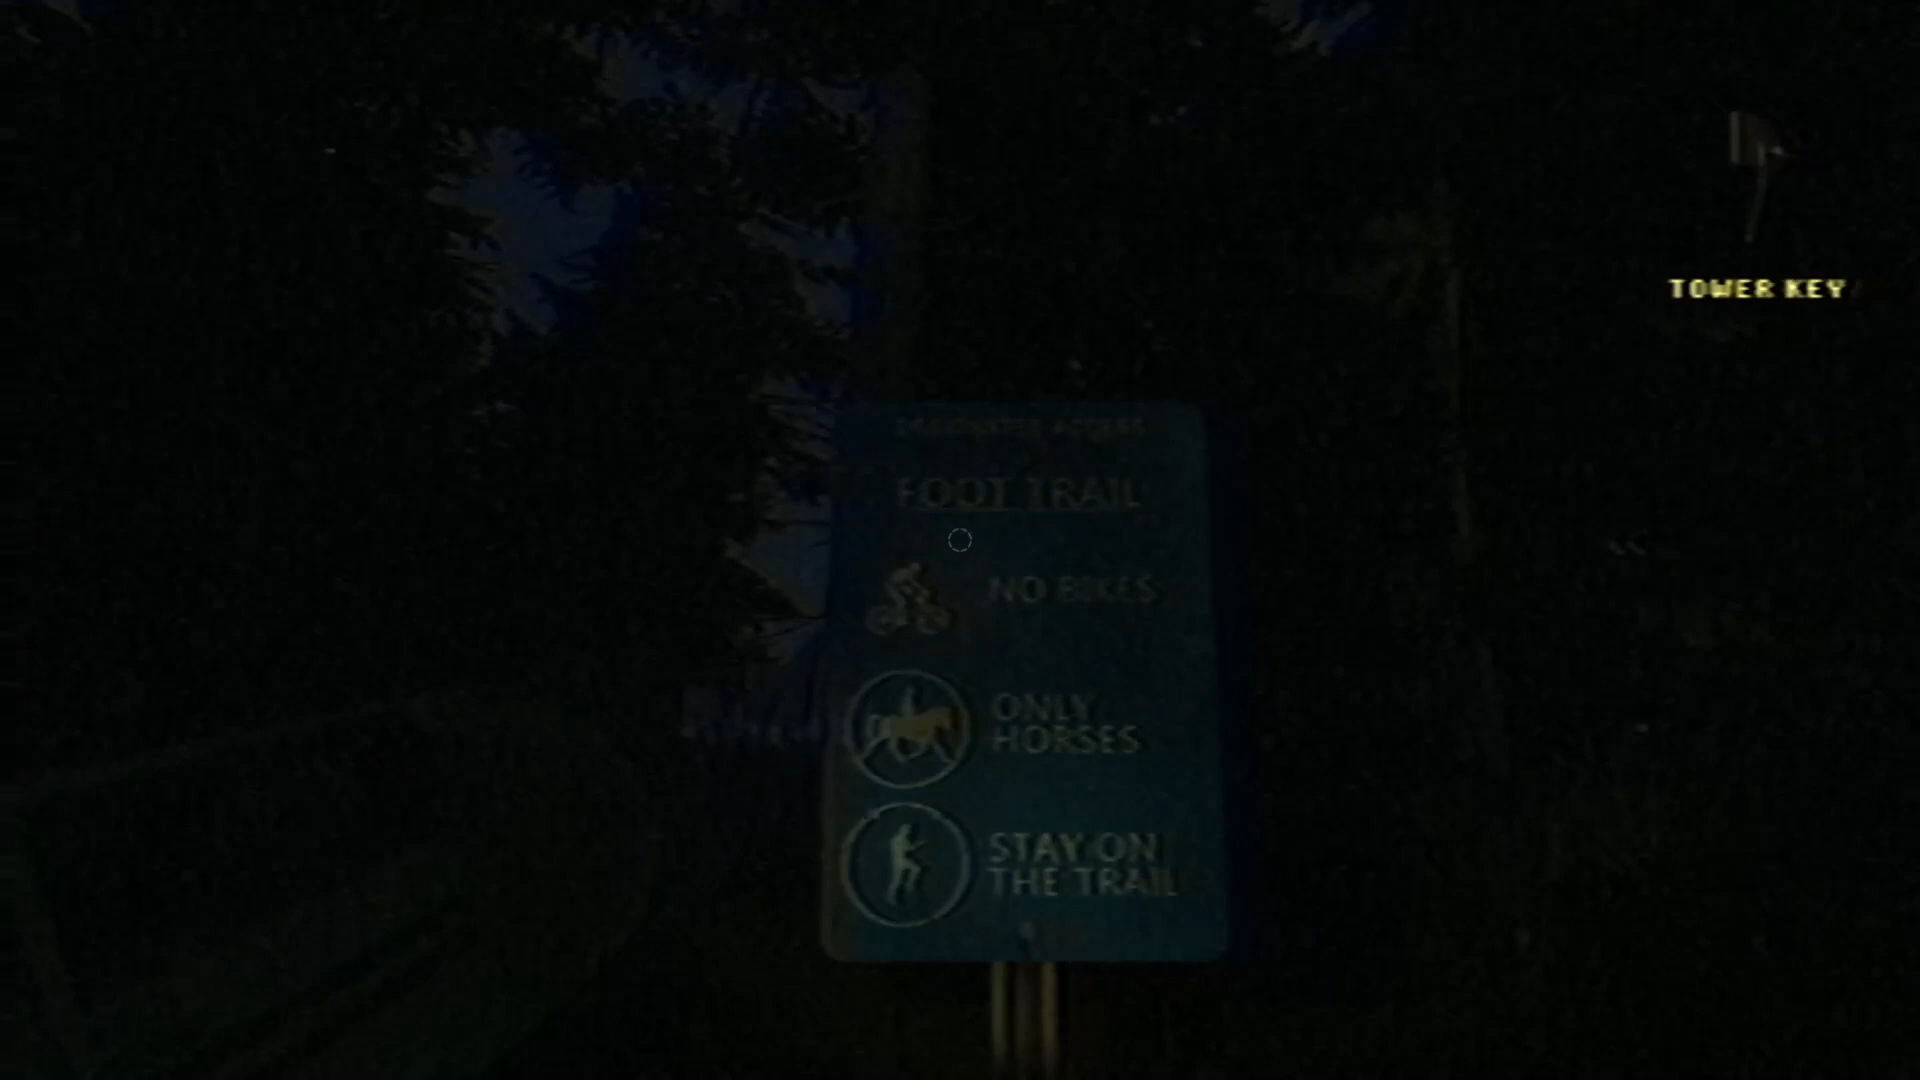 TOWER KEY
FOOT TRAIL
NO BIKES
ONLY
HORSES
STAY ON
THE TRAIL